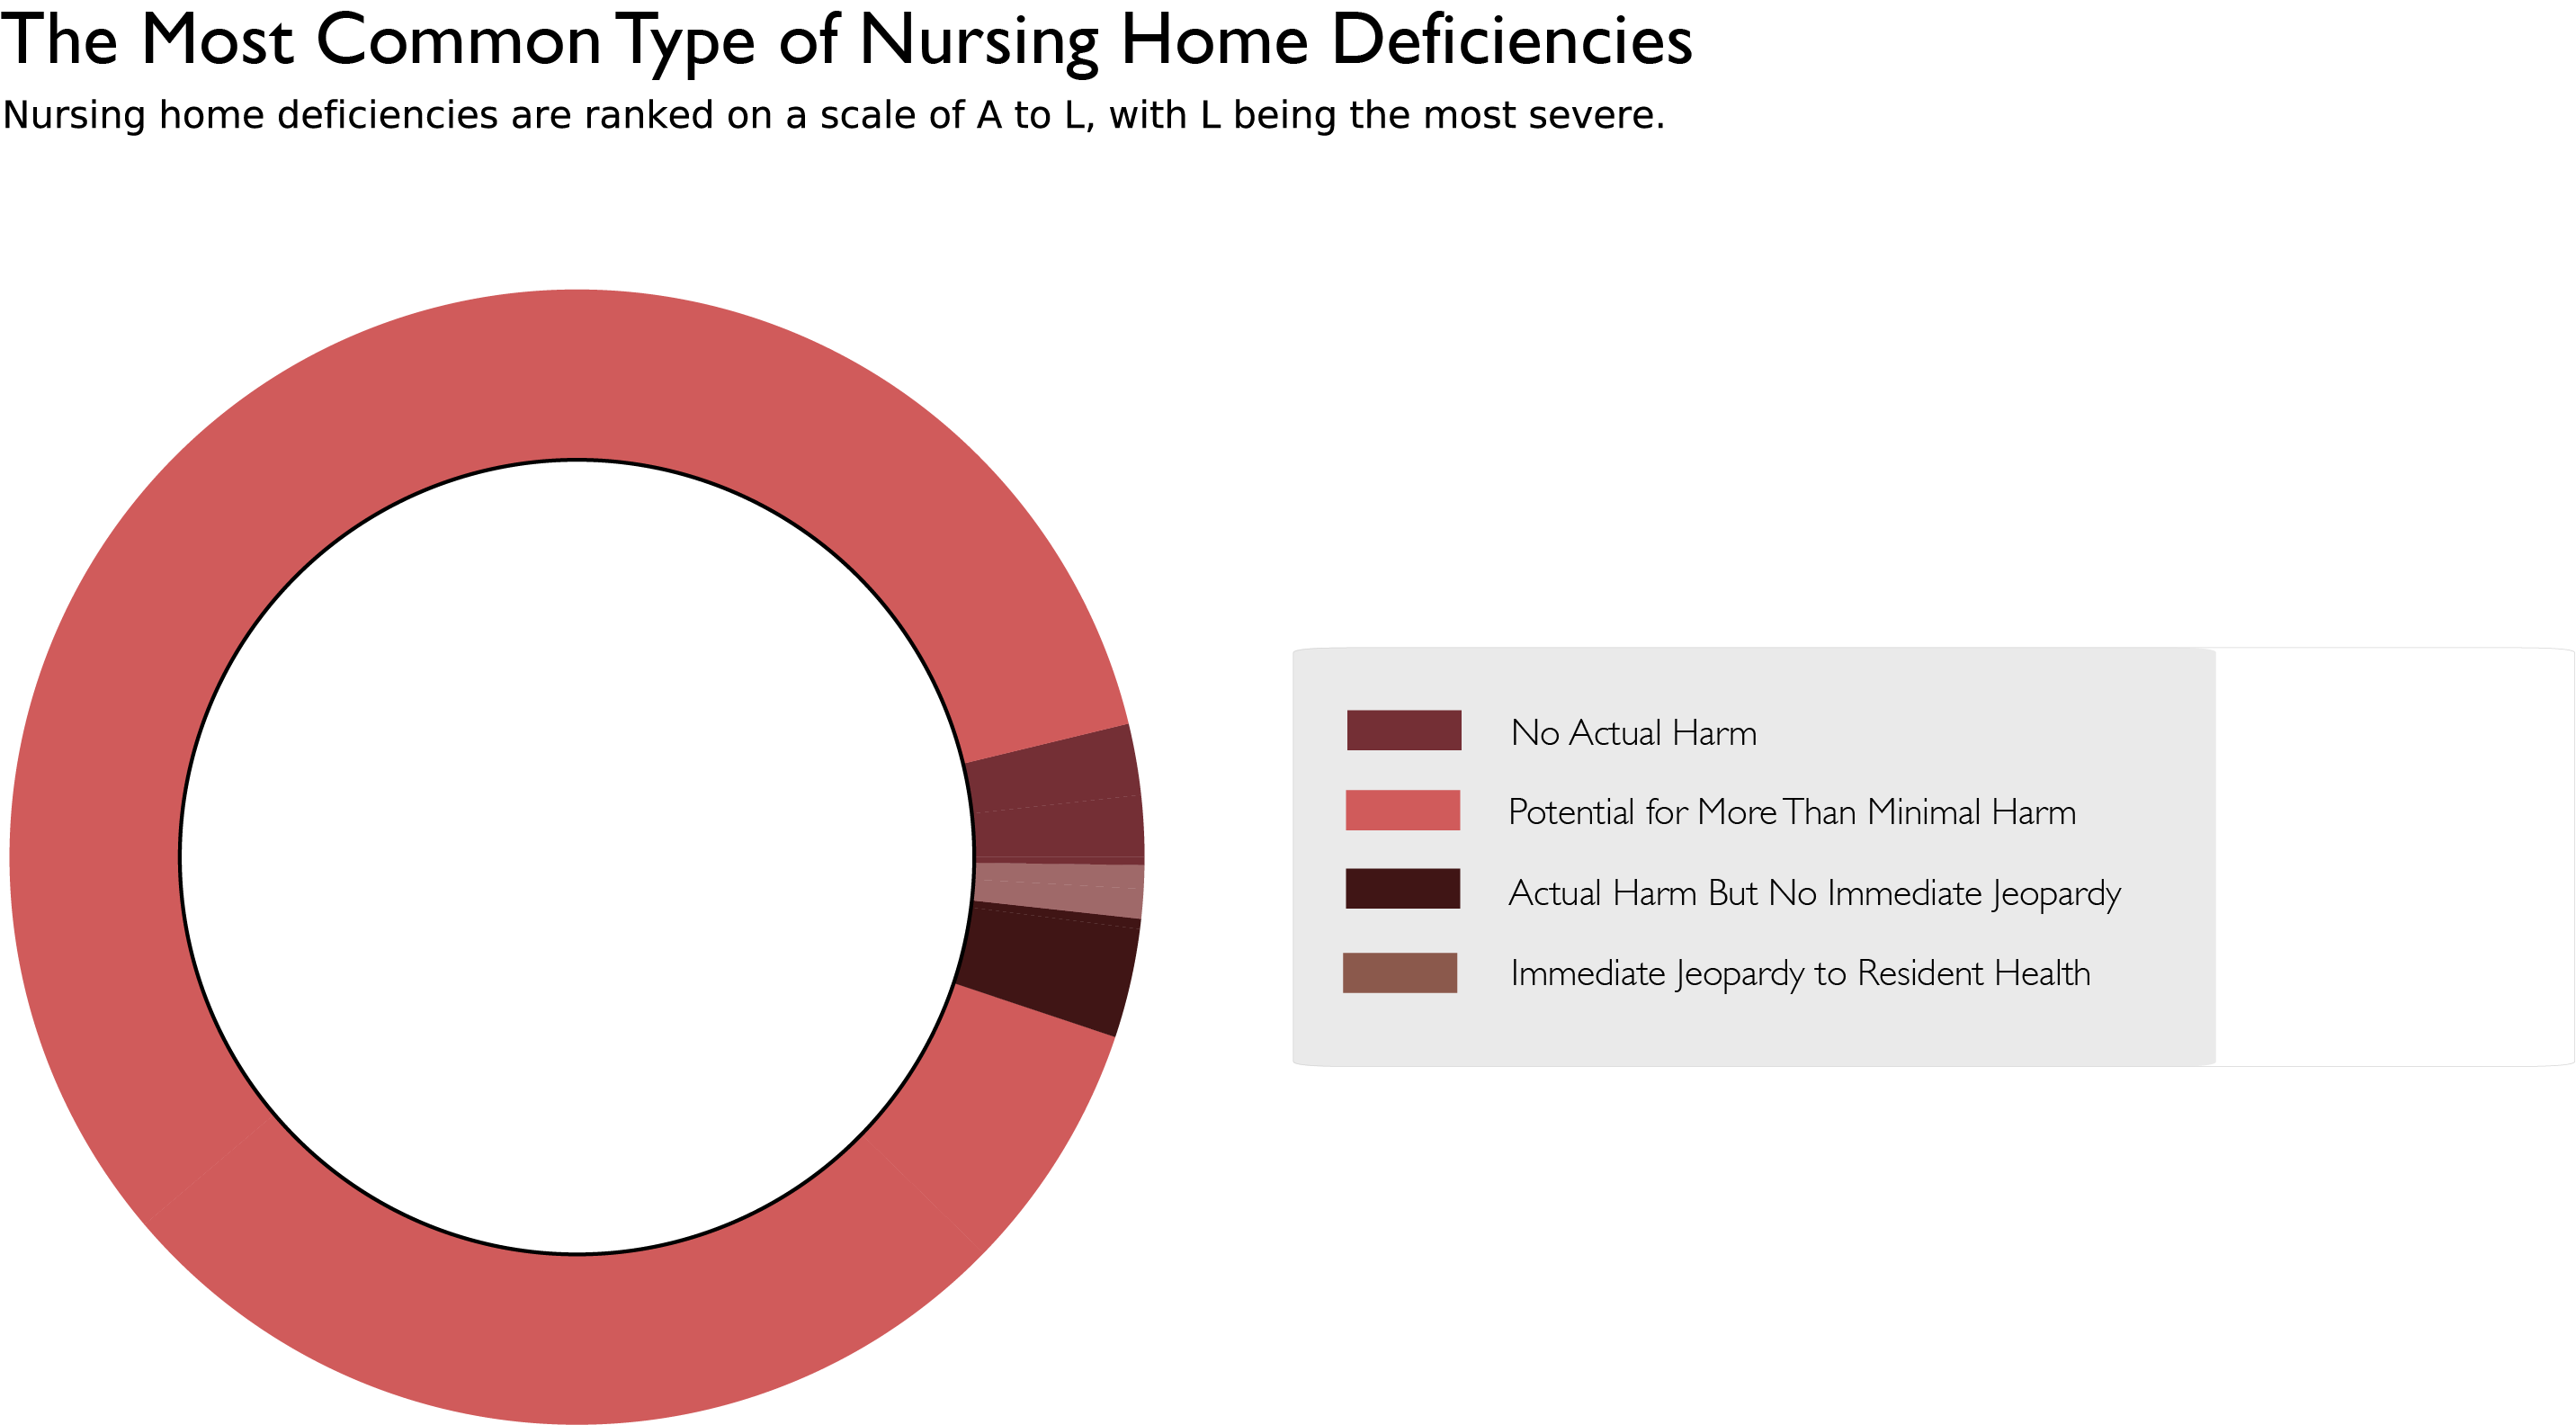 The Most Common Type of Nursing Home Deficiencies
Nursing home deficiencies are ranked on a scale of A to L, with L being the most severe.
No Actual Harm
Potential for More Than Minimal Harm
Actual Harm But No Immediate Jeopardy
Immediate Jeopardy to Resident Health